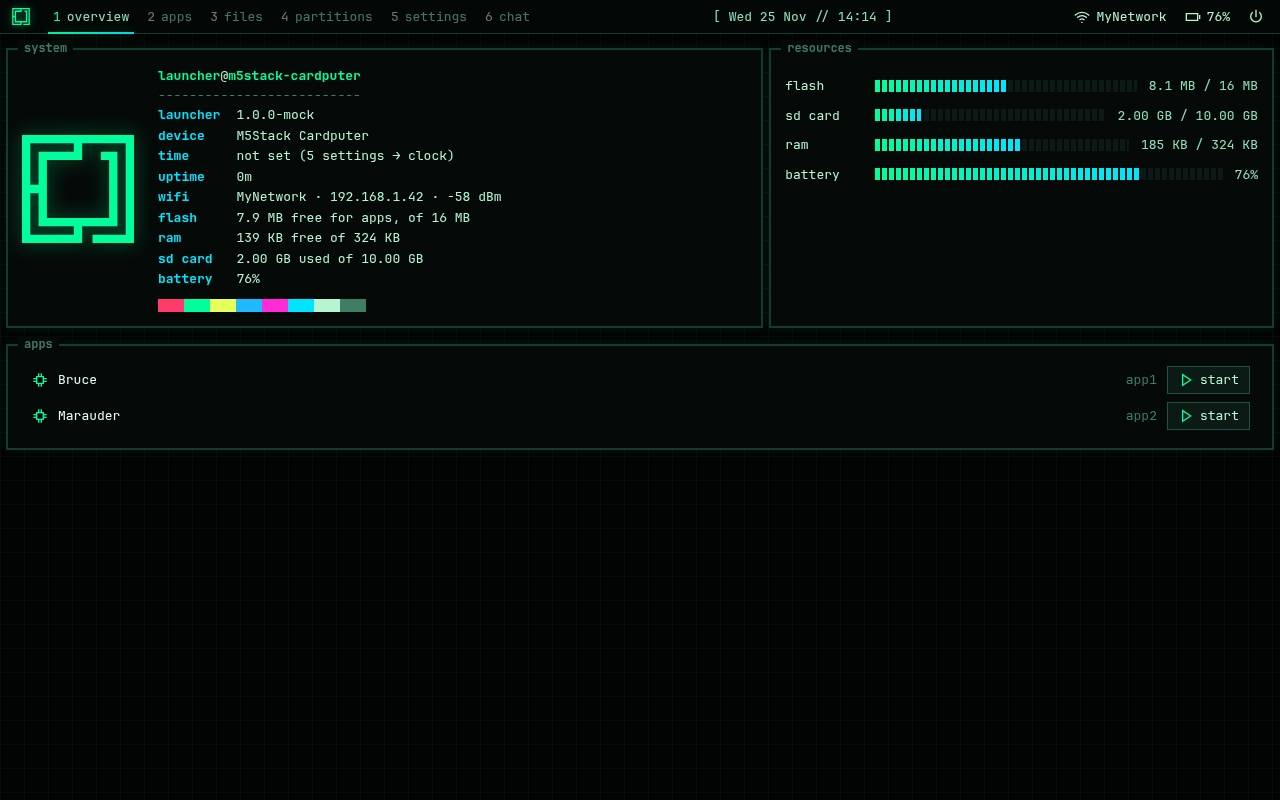 1 overview 2 apps 3 files 4 partitions 5 settings 6 chat [ Wed 25 Nov // 14:14 ] MyNetwork 76%
system
launcher@m5stack-cardputer
--------------------------
launcher 1.0.0-mock
device M5Stack Cardputer
time not set (5 settings → clock)
uptime 0m
wifi MyNetwork · 192.168.1.42 · -58 dBm
flash 7.9 MB free for apps, of 16 MB
ram 139 KB free of 324 KB
sd card 2.00 GB used of 10.00 GB
battery 76%
resources
flash 8.1 MB / 16 MB
sd card 2.00 GB / 10.00 GB
ram 185 KB / 324 KB
battery 76%
apps
Bruce app1 start
Marauder app2 start